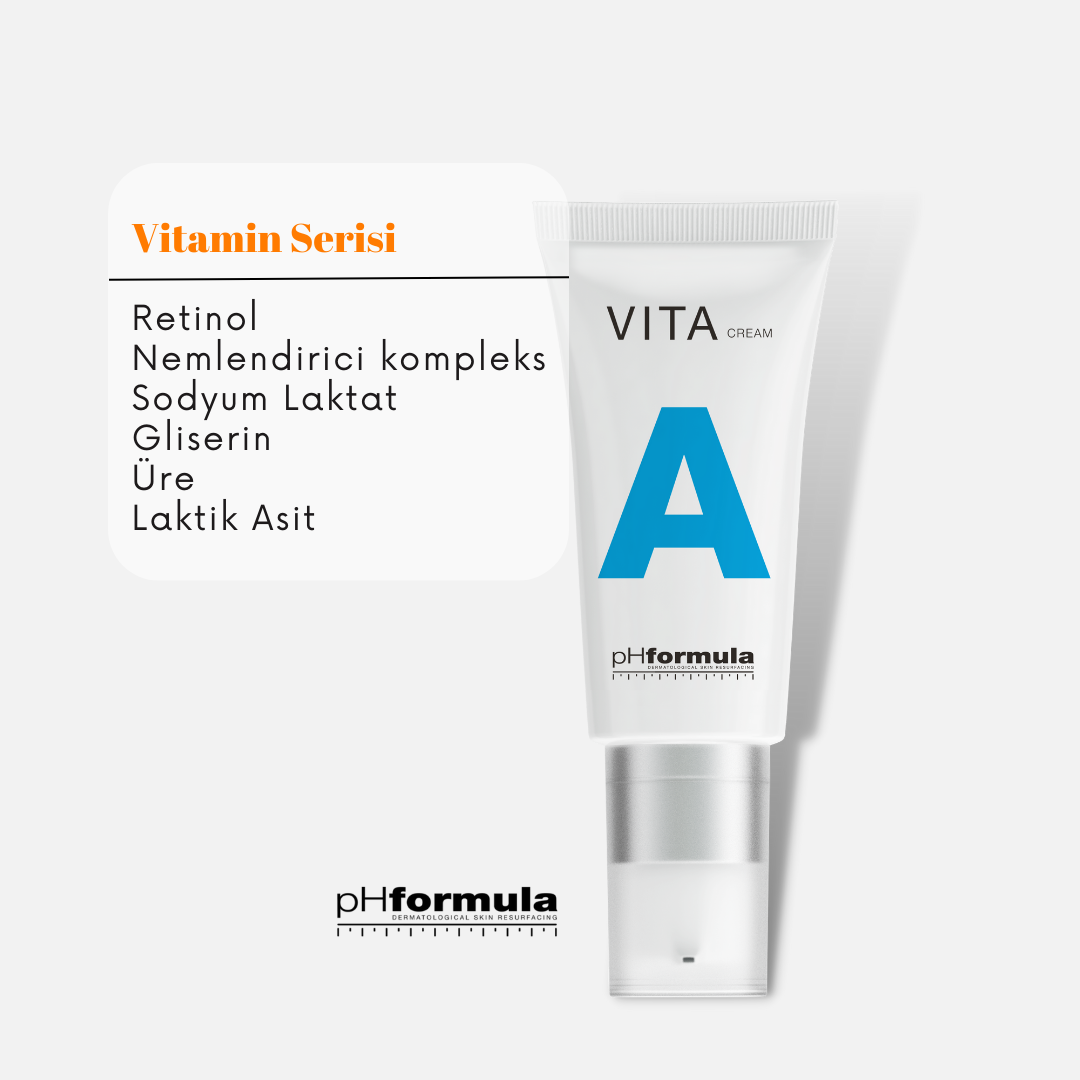 Vitamin Serisi
Retinol
Nemlendirici kompleks
Sodyum Laktat
Gliserin
Üre
Laktik Asit
VITA CREAM
A
pHformula
DERMATOLOGICAL SKIN RESURFACING
pHformula
DERMATOLOGICAL SKIN RESURFACING